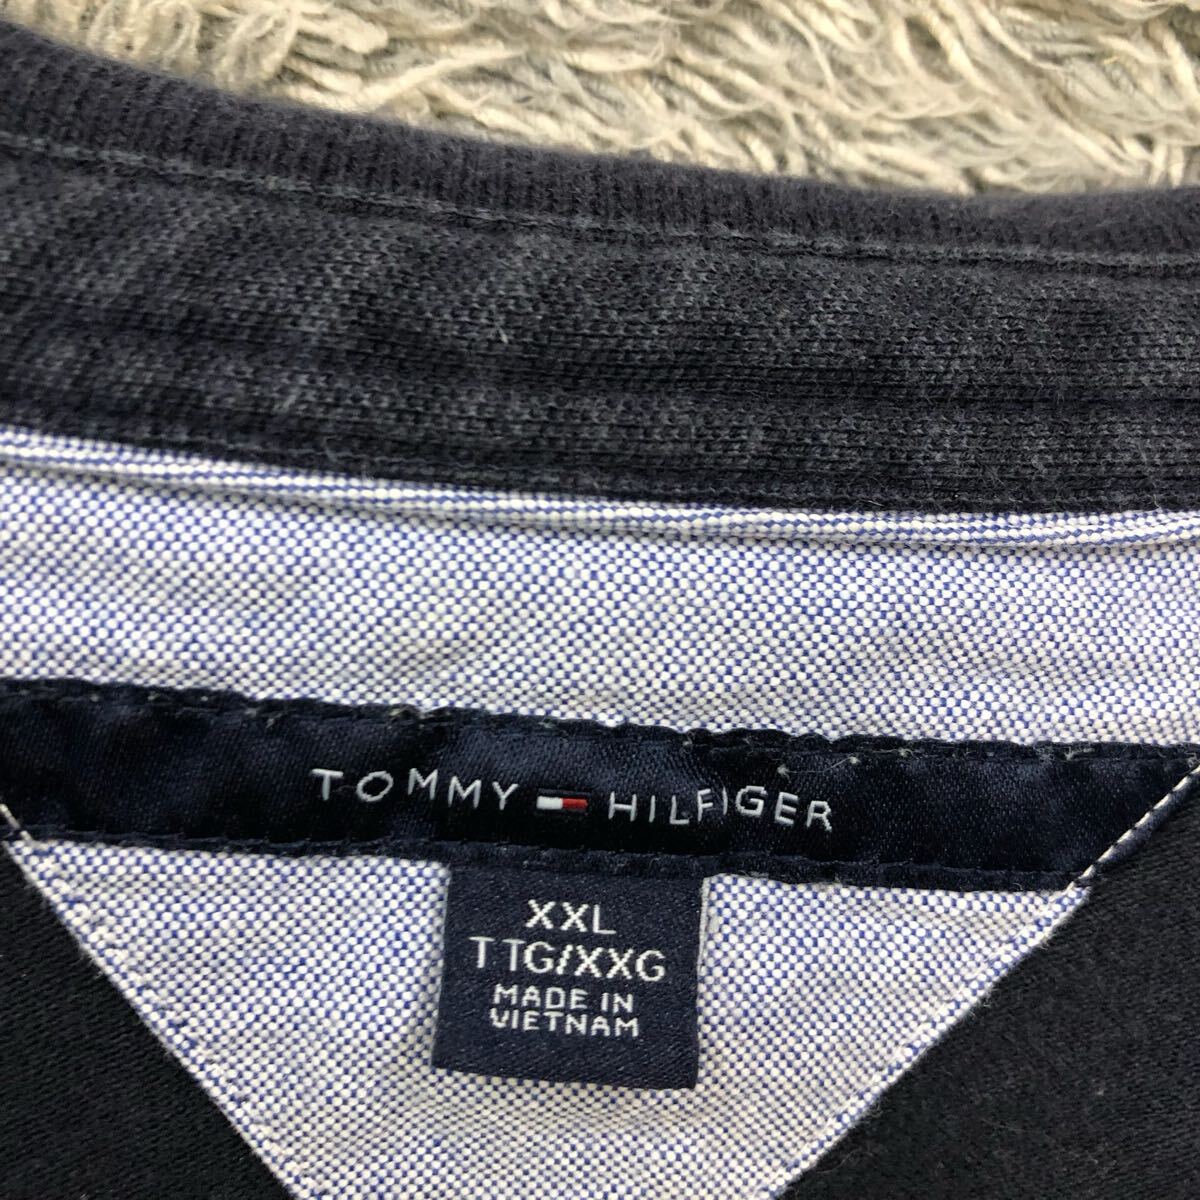 TOMMY HILFIGER
XXL
TTG/XXG
MADE IN
VIETNAM